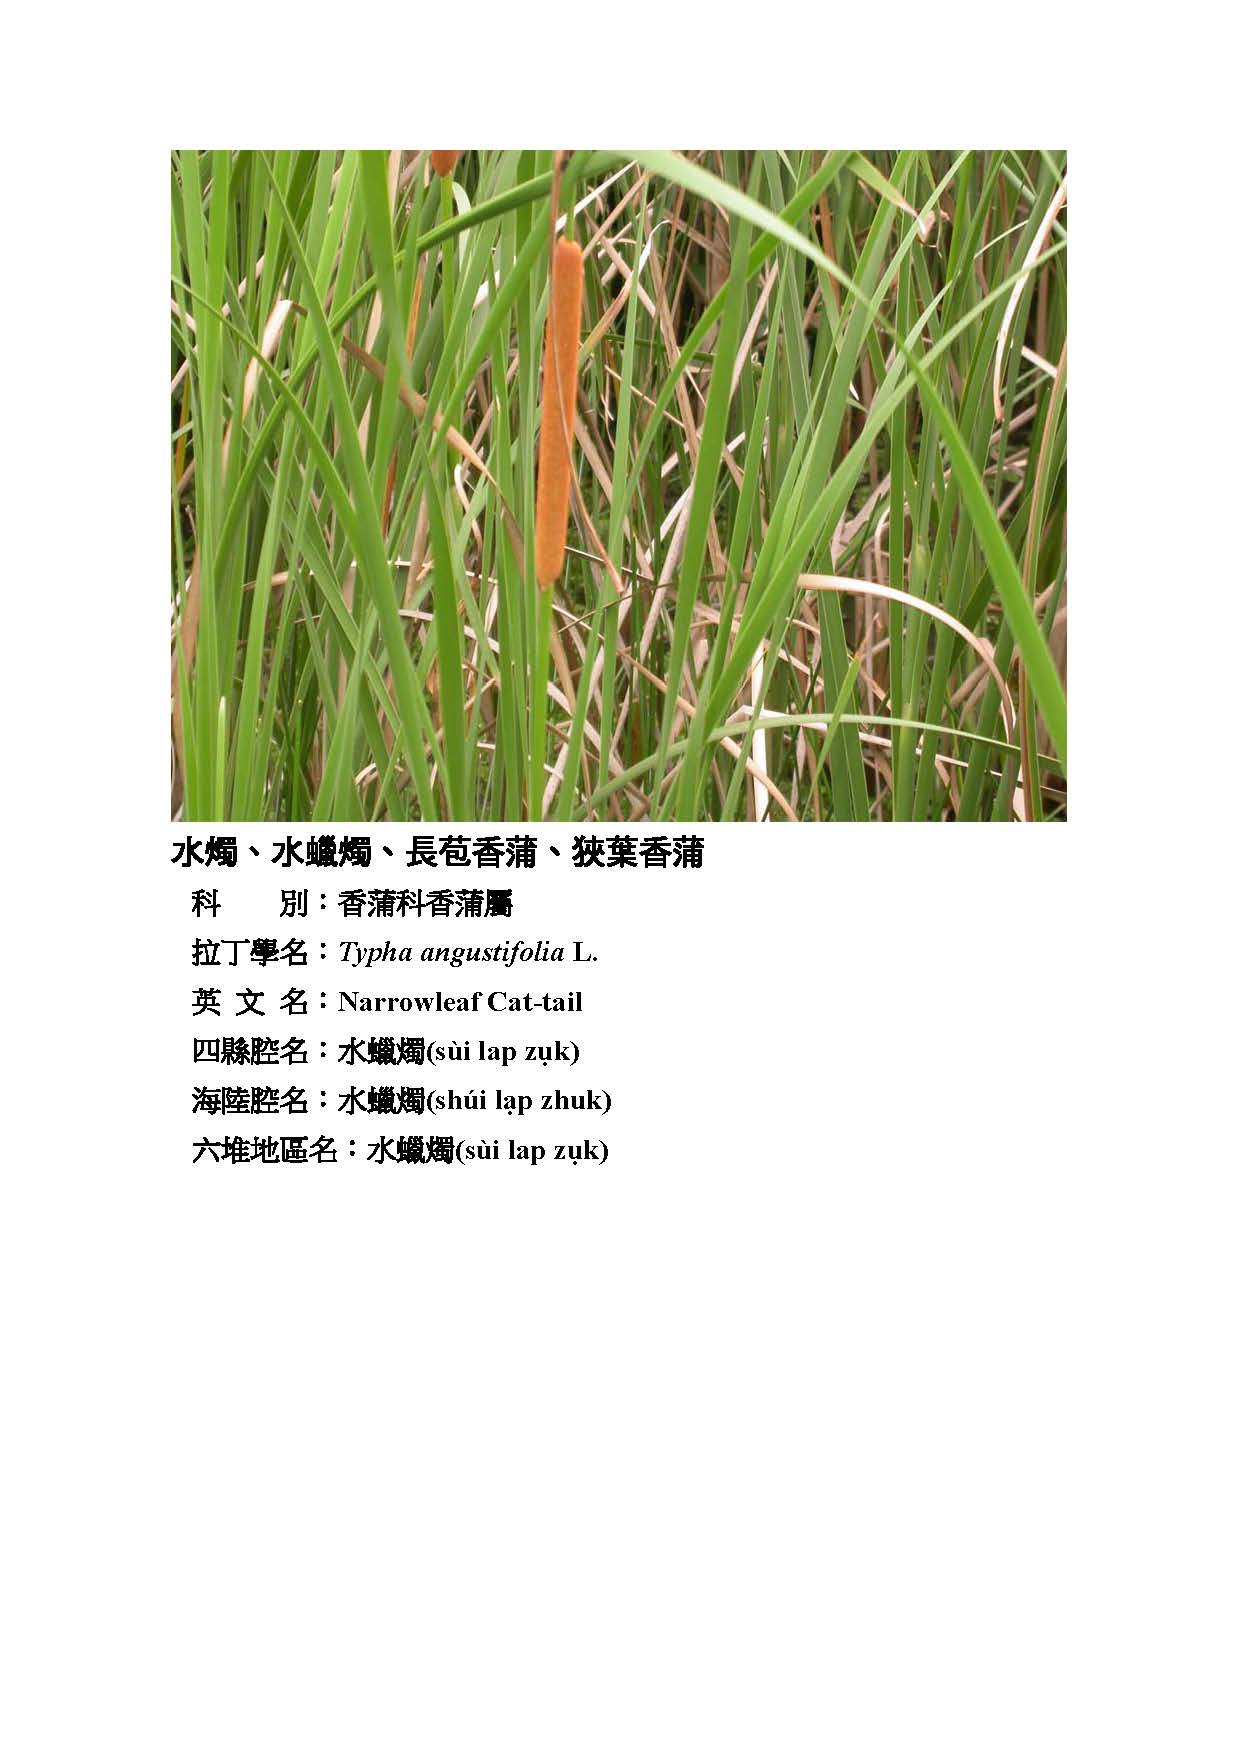 水燭、水蠟燭、長苞香蒲、狹葉香蒲
科　　別：香蒲科香蒲屬
拉丁學名：Typha angustifolia L.
英 文 名：Narrowleaf Cat-tail
四縣腔名：水蠟燭(sùi lap zụk)
海陸腔名：水蠟燭(shúi lạp zhuk)
六堆地區名：水蠟燭(sùi lap zụk)